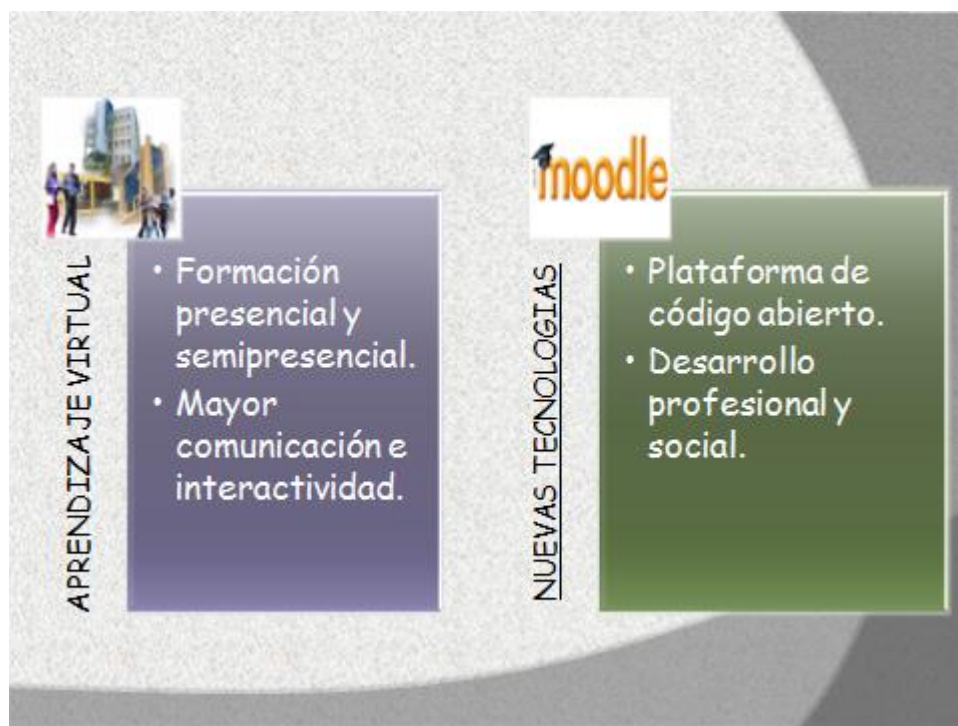 APRENDIZAJE VIRTUAL
• Formación
presencial y
semipresencial.
• Mayor
comunicación e
interactividad.
moodle
NUEVAS TECNOLOGIAS
• Plataforma de
código abierto.
• Desarrollo
profesional y
social.